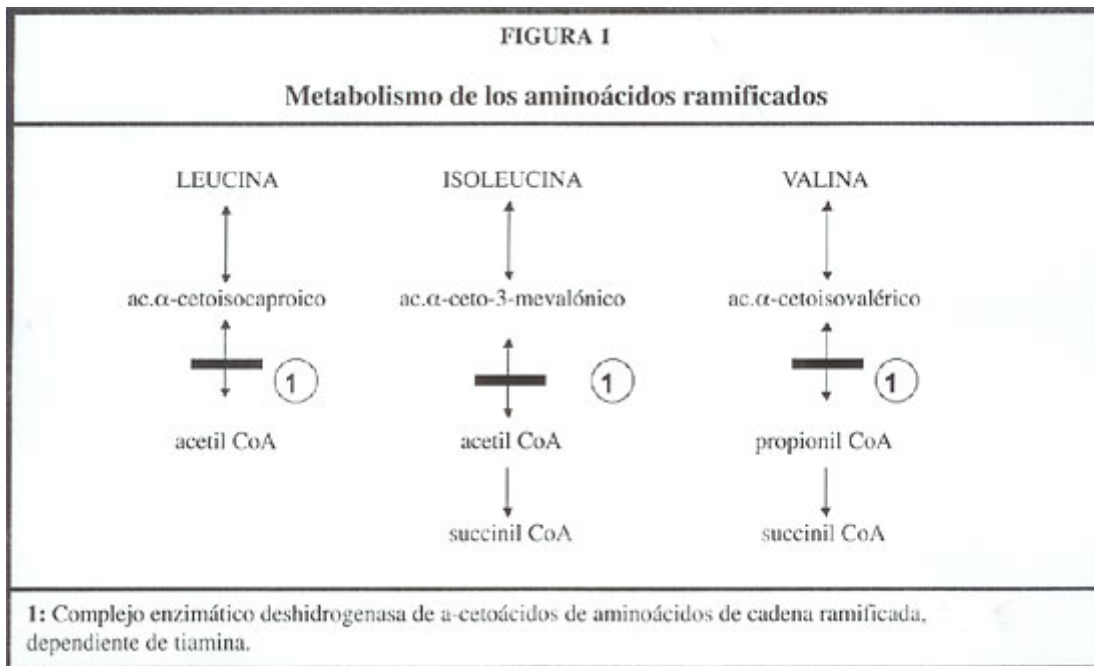 FIGURA 1
Metabolismo de los aminoácidos ramificados
LEUCINA ISOLEUCINA VALINA
ac.α-cetoisocaproico ac.α-ceto-3-mevalónico ac.α-cetoisovalérico
1 1 1
acetil CoA acetil CoA propionil CoA
succinil CoA succinil CoA
1: Complejo enzimático deshidrogenasa de a-cetoácidos de aminoácidos de cadena ramificada,
dependiente de tiamina.